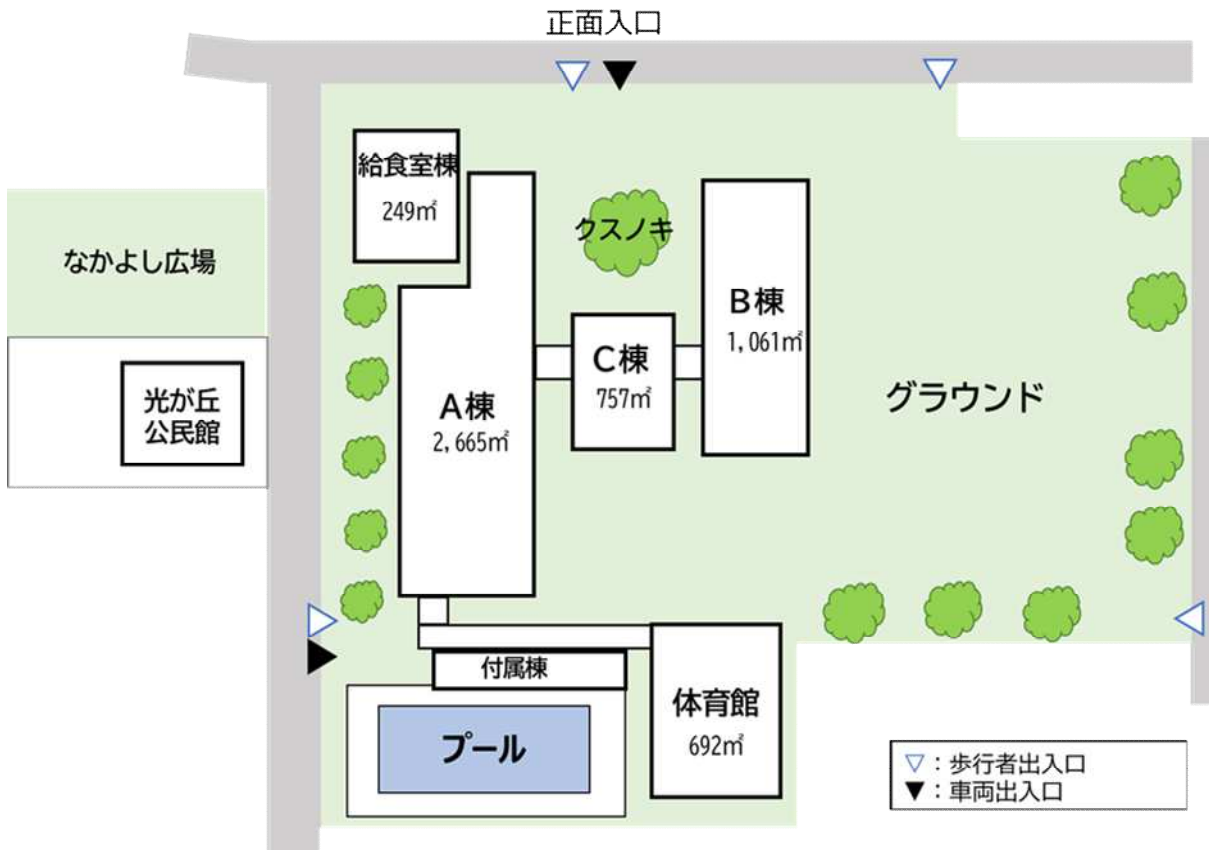 正面入口
給食室棟
249㎡
クスノキ
なかよし広場
B棟
1,061㎡
C棟
757㎡
A棟
2,665㎡
グラウンド
光が丘
公民館
付属棟
体育館
692㎡
プール
▽：歩行者出入口
▼：車両出入口